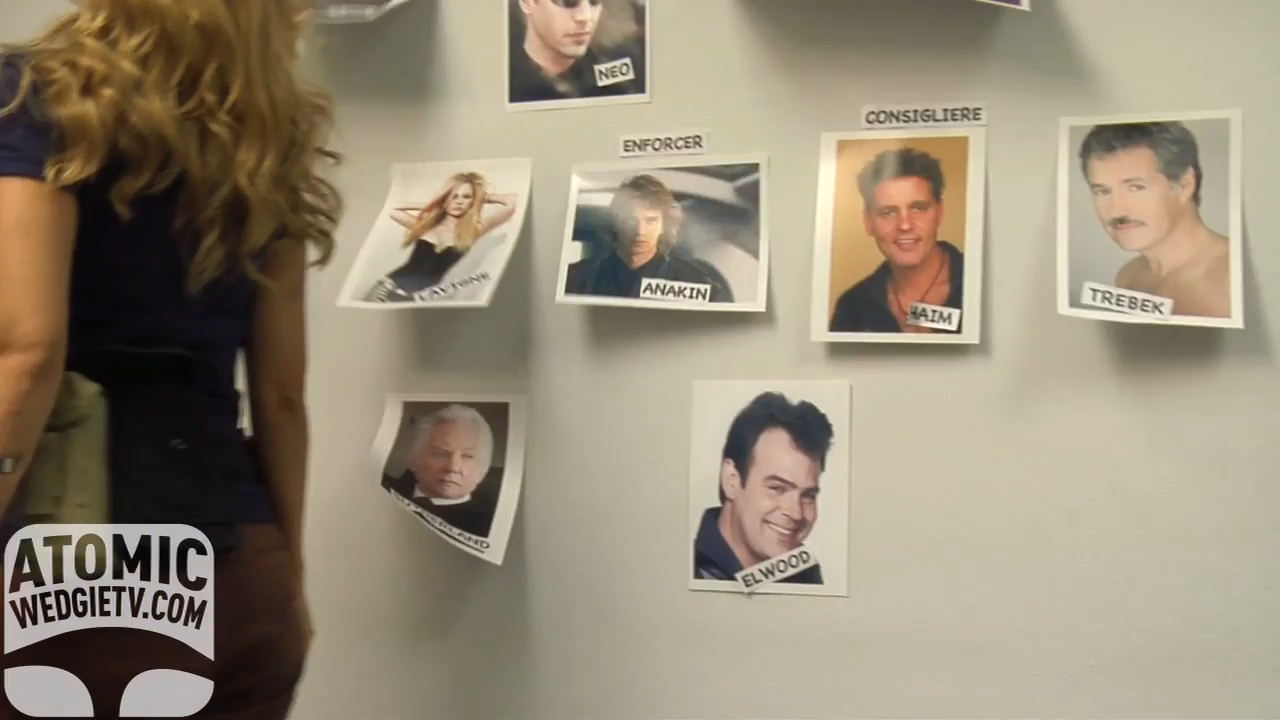 NEO
CONSIGLIERE
ENFORCER
ANAKIN
HAIM
TREBEK
ELWOOD
ATOMIC
WEDGIETV.COM